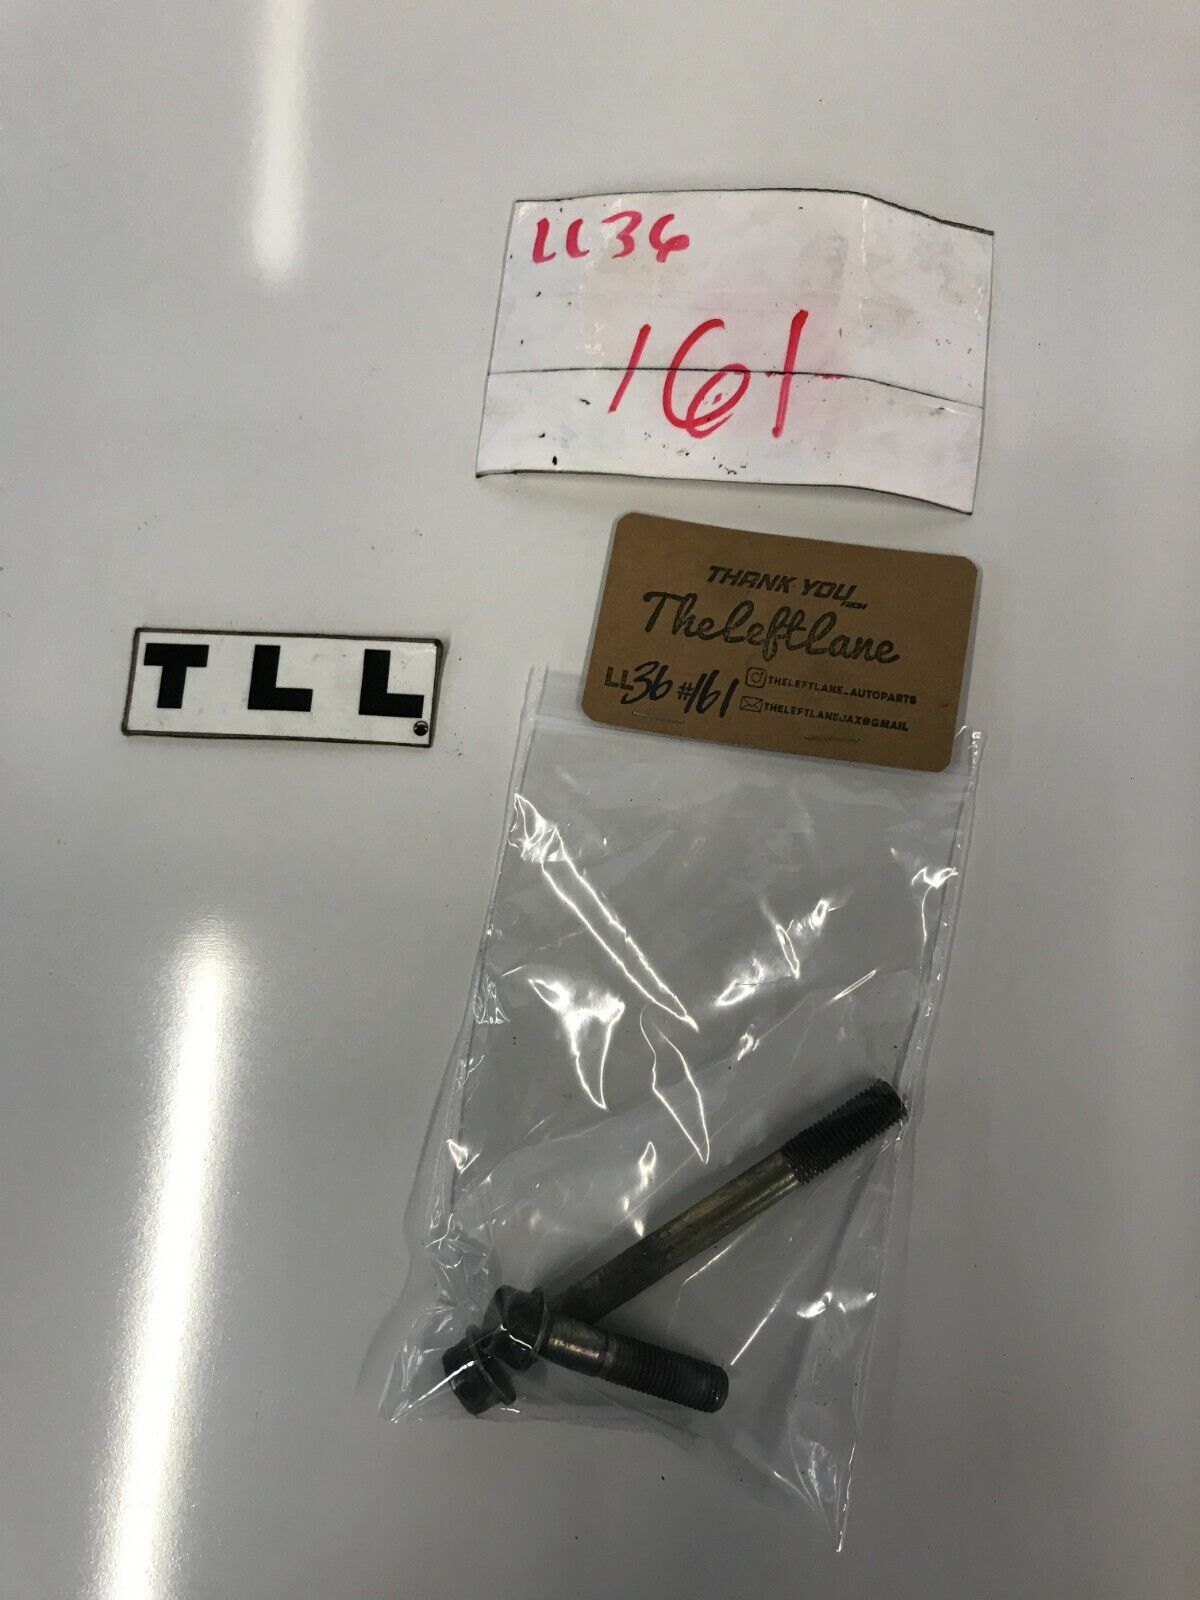 LL36
161
TLL
THANK YOU
FROM
TheLeftLane
LL36 #161
THELEFTLANE_AUTOPARTS
THELEFTLANEJAX@GMAIL